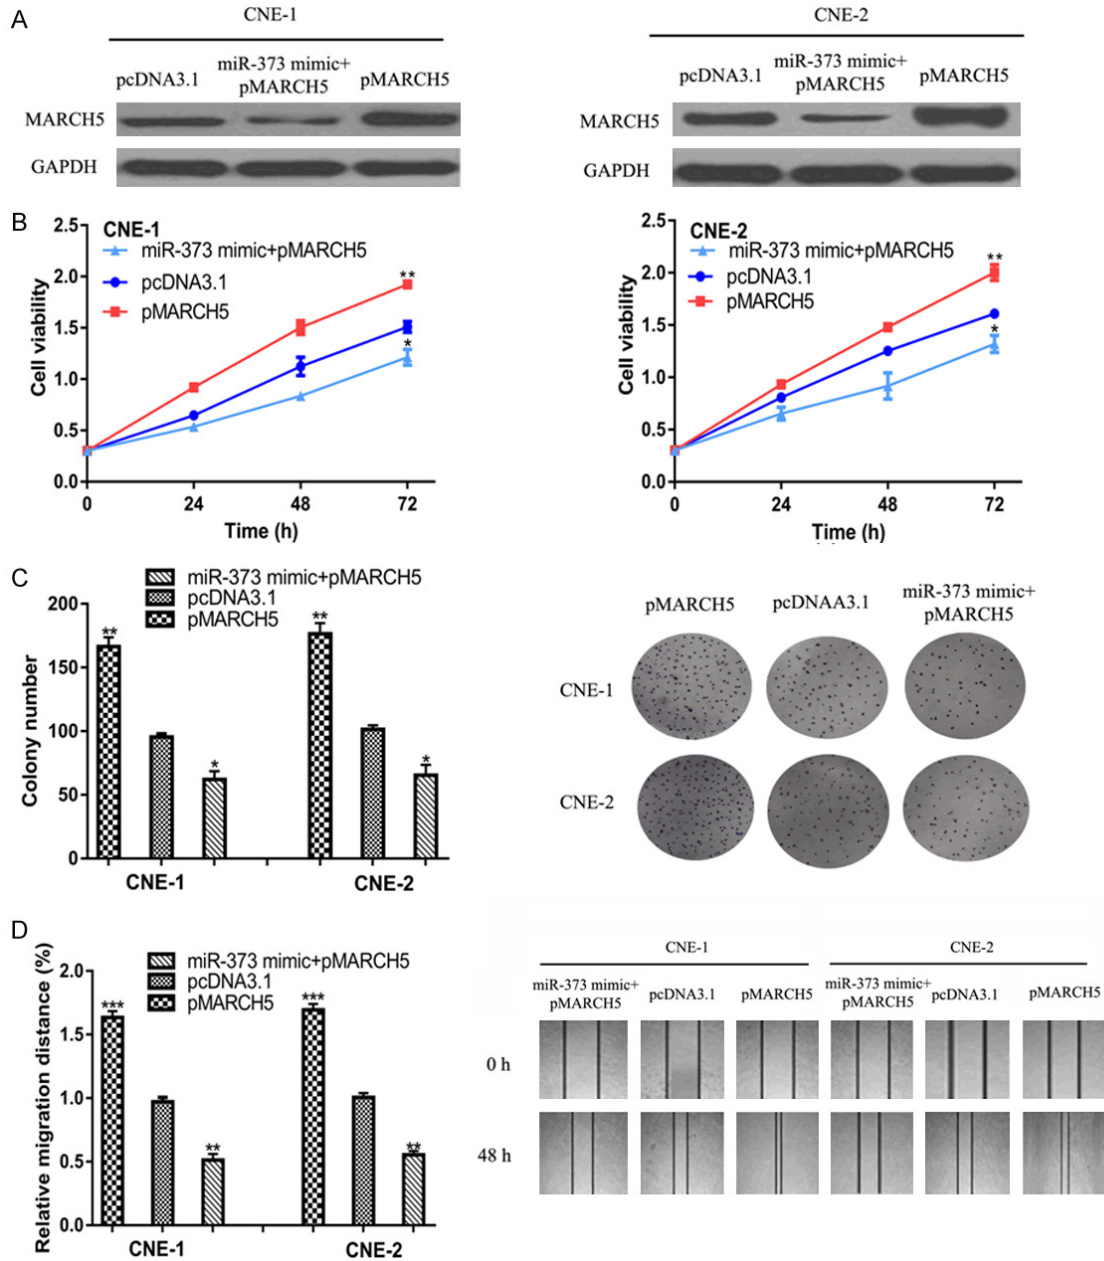 A
CNE-1
pcDNA3.1
miR-373 mimic+
pMARCH5
pMARCH5
MARCH5
GAPDH
CNE-2
pcDNA3.1
miR-373 mimic+
pMARCH5
pMARCH5
MARCH5
GAPDH
B
CNE-1
miR-373 mimic+pMARCH5
pcDNA3.1
pMARCH5
Cell viability
2.5
2.0
1.5
1.0
0.5
0.0
**
*
0 24 48 72
Time (h)
CNE-2
miR-373 mimic+pMARCH5
pcDNA3.1
pMARCH5
Cell viability
2.5
2.0
1.5
1.0
0.5
0.0
**
*
0 24 48 72
Time (h)
C
miR-373 mimic+pMARCH5
pcDNA3.1
pMARCH5
Colony number
200
150
100
50
0
** * ** *
CNE-1 CNE-2
pMARCH5 pcDNAA3.1 miR-373 mimic+
pMARCH5
CNE-1
CNE-2
D
miR-373 mimic+pMARCH5
pcDNA3.1
pMARCH5
Relative migration distance (%)
2.0
1.5
1.0
0.5
0.0
*** ** *** **
CNE-1 CNE-2
CNE-1 CNE-2
miR-373 mimic+
pMARCH5
pcDNA3.1
pMARCH5
miR-373 mimic+
pMARCH5
pcDNA3.1
pMARCH5
0 h
48 h